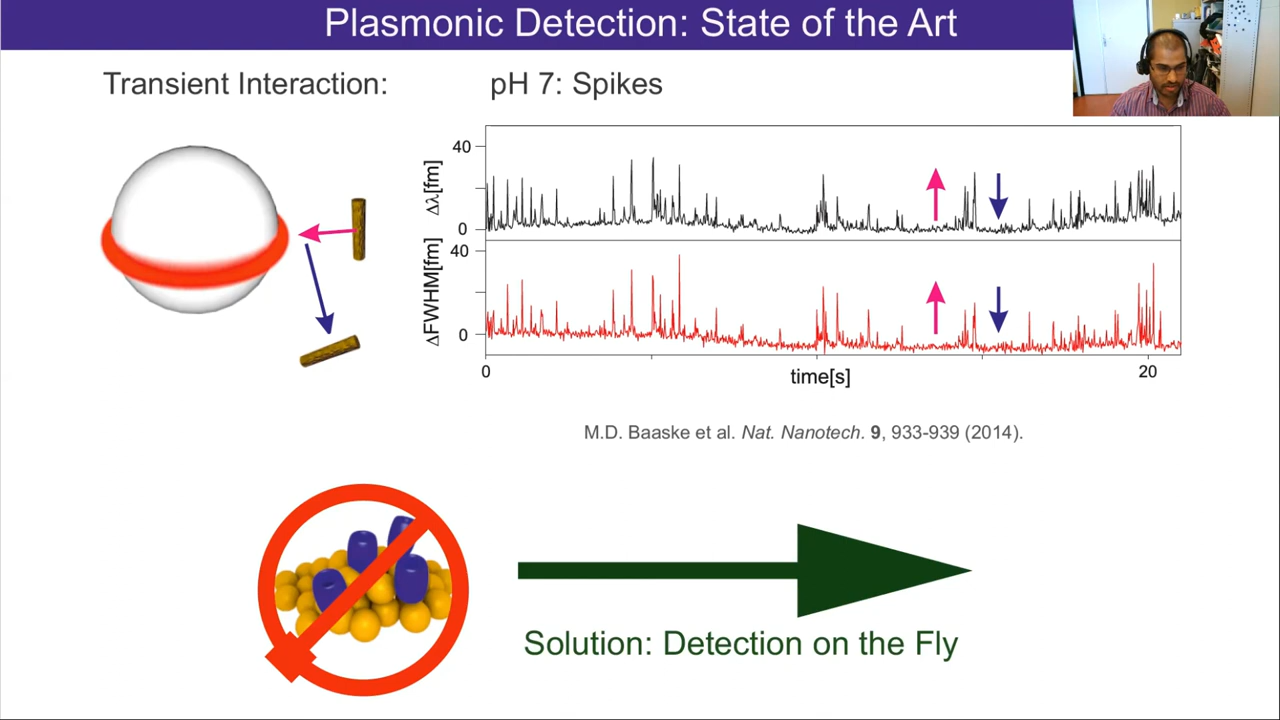 Plasmonic Detection: State of the Art
Transient Interaction:
pH 7: Spikes
40
Δλ[fm]
0
40
ΔFWHM[fm]
0
0
20
time[s]
M.D. Baaske et al. Nat. Nanotech. 9, 933-939 (2014).
Solution: Detection on the Fly